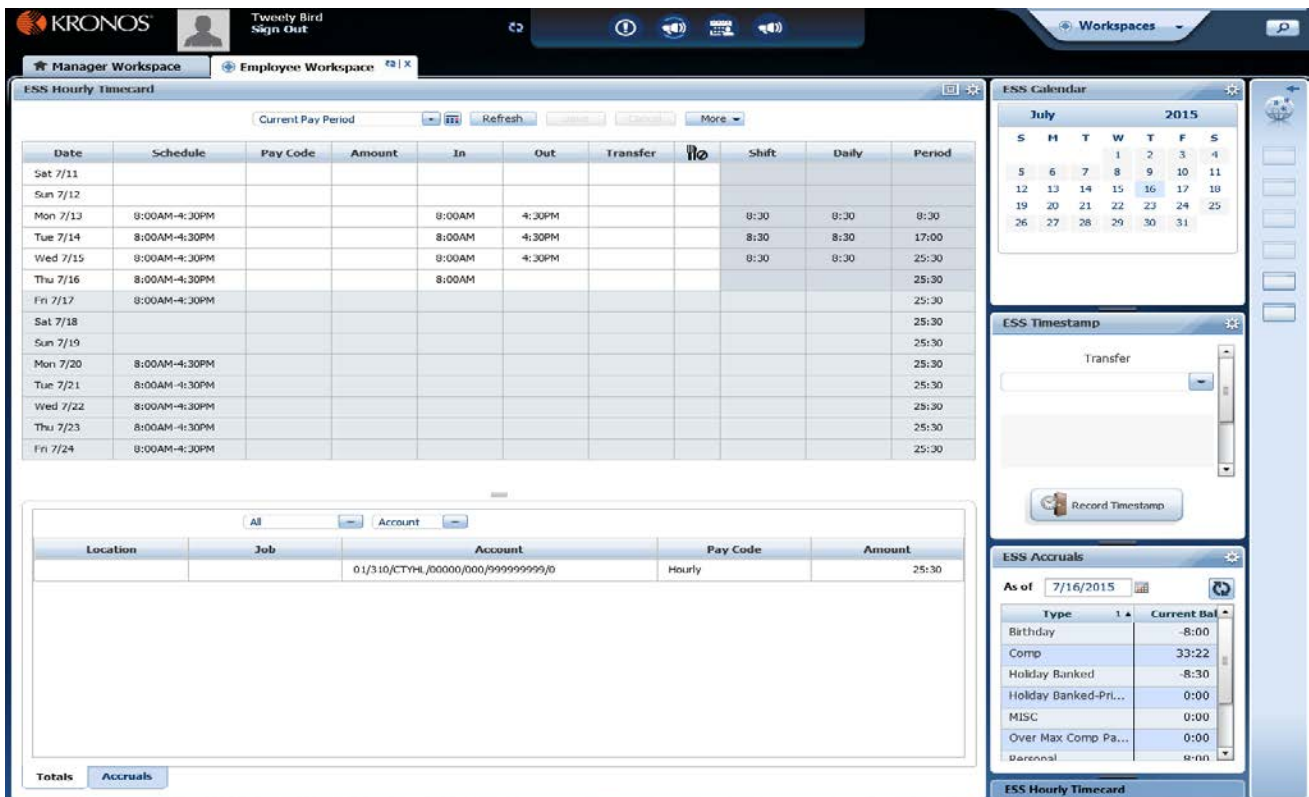 KRONOS
Tweety Bird
Sign Out
Workspaces
Manager Workspace
Employee Workspace
ESS Hourly Timecard
Current Pay Period Refresh Save Cancel More
Date Schedule Pay Code Amount In Out Transfer Shift Daily Period
Sat 7/11
Sun 7/12
Mon 7/13 8:00AM-4:30PM 8:00AM 4:30PM 8:30 8:30 8:30
Tue 7/14 8:00AM-4:30PM 8:00AM 4:30PM 8:30 8:30 17:00
Wed 7/15 8:00AM-4:30PM 8:00AM 4:30PM 8:30 8:30 25:30
Thu 7/16 8:00AM-4:30PM 8:00AM 25:30
Fri 7/17 8:00AM-4:30PM 25:30
Sat 7/18 25:30
Sun 7/19 25:30
Mon 7/20 8:00AM-4:30PM 25:30
Tue 7/21 8:00AM-4:30PM 25:30
Wed 7/22 8:00AM-4:30PM 25:30
Thu 7/23 8:00AM-4:30PM 25:30
Fri 7/24 8:00AM-4:30PM 25:30
All Account
Location Job Account Pay Code Amount
01/310/CTYHL/00000/000/999999999/0 Hourly 25:30
Totals Accruals
ESS Calendar
July 2015
S M T W T F S
1 2 3 4
5 6 7 8 9 10 11
12 13 14 15 16 17 18
19 20 21 22 23 24 25
26 27 28 29 30 31
ESS Timestamp
Transfer
Record Timestamp
ESS Accruals
As of 7/16/2015
Type 1 Current Bal
Birthday -8:00
Comp 33:22
Holiday Banked -8:30
Holiday Banked-Pri... 0:00
MISC 0:00
Over Max Comp Pa... 0:00
Personal 8:00
ESS Hourly Timecard